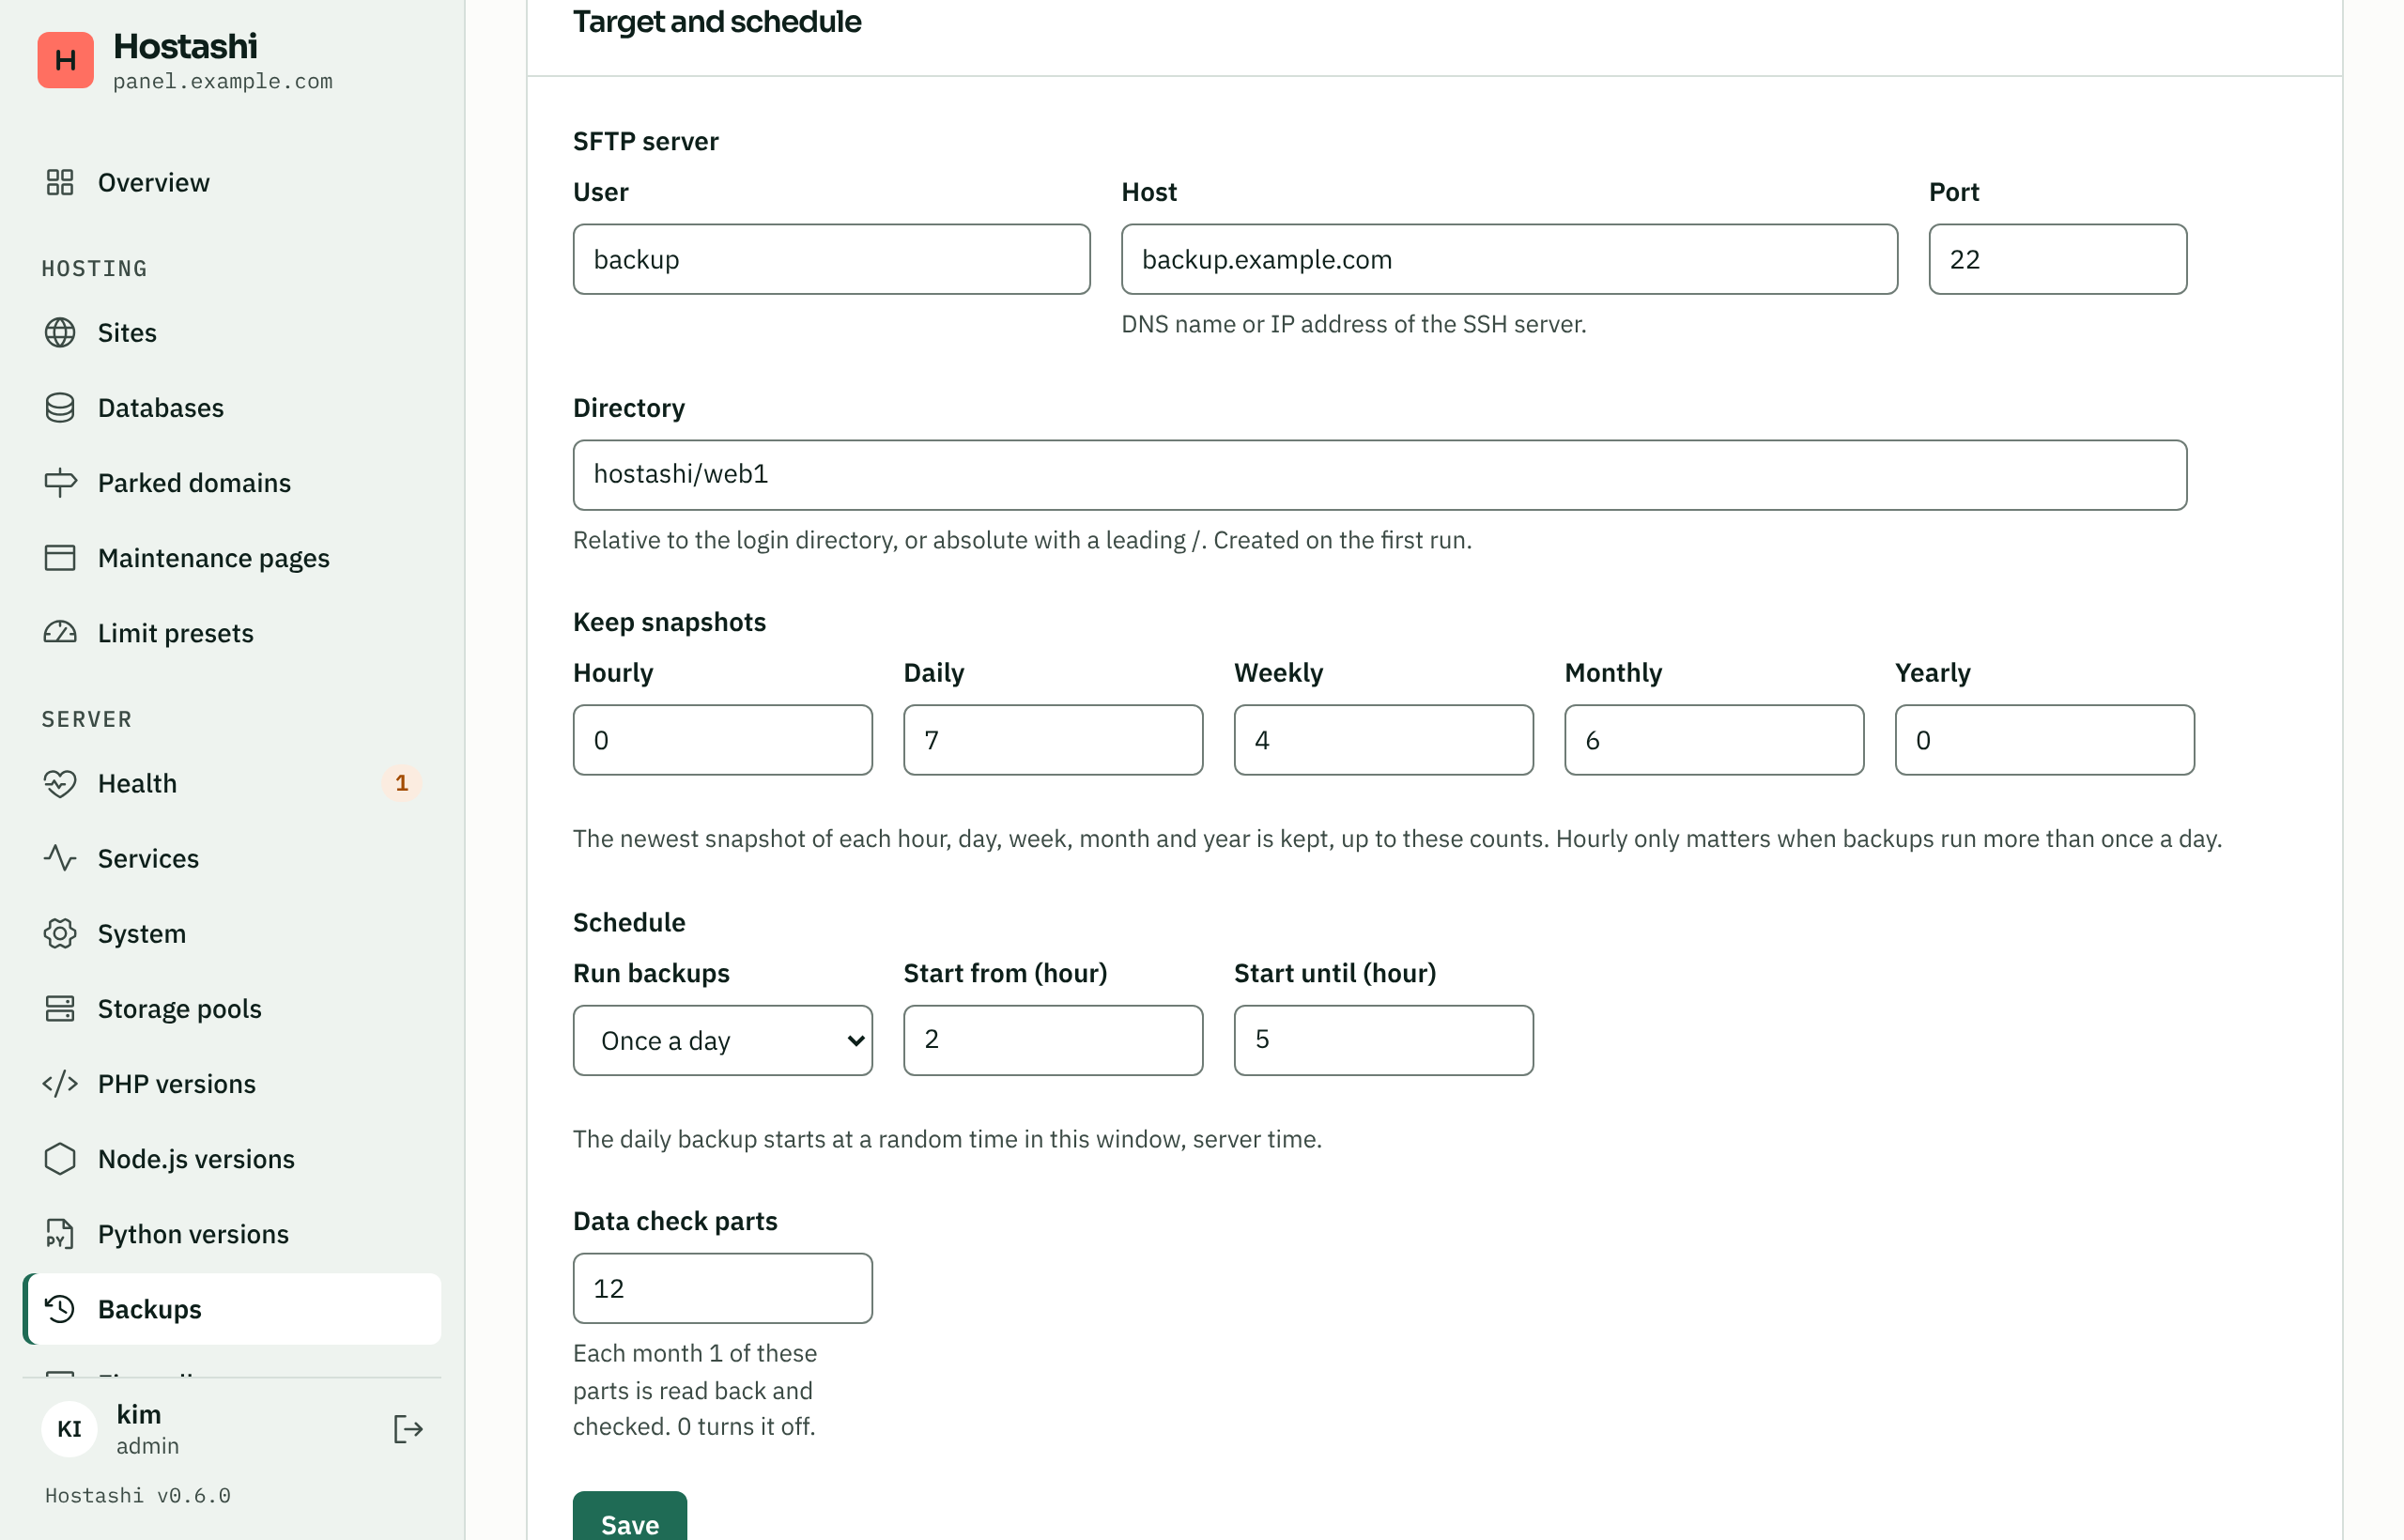 H
Hostashi
panel.example.com
Overview
HOSTING
Sites
Databases
Parked domains
Maintenance pages
Limit presets
SERVER
Health 1
Services
System
Storage pools
PHP versions
Node.js versions
PY Python versions
Backups
KI
kim
admin
Hostashi v0.6.0
Target and schedule
SFTP server
User Host Port
backup backup.example.com 22
DNS name or IP address of the SSH server.
Directory
hostashi/web1
Relative to the login directory, or absolute with a leading /. Created on the first run.
Keep snapshots
Hourly Daily Weekly Monthly Yearly
0 7 4 6 0
The newest snapshot of each hour, day, week, month and year is kept, up to these counts. Hourly only matters when backups run more than once a day.
Schedule
Run backups Start from (hour) Start until (hour)
Once a day 2 5
The daily backup starts at a random time in this window, server time.
Data check parts
12
Each month 1 of these
parts is read back and
checked. 0 turns it off.
Save